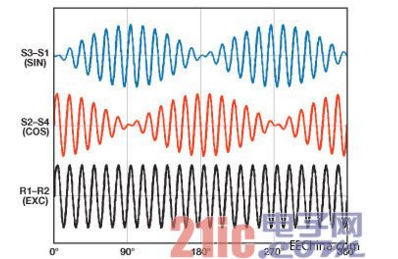 S3–S1
(SIN)
S2–S4
(COS)
R1–R2
(EXC)
0° 90° 180° 270° 360°
21ic 电子网
EEChina.com